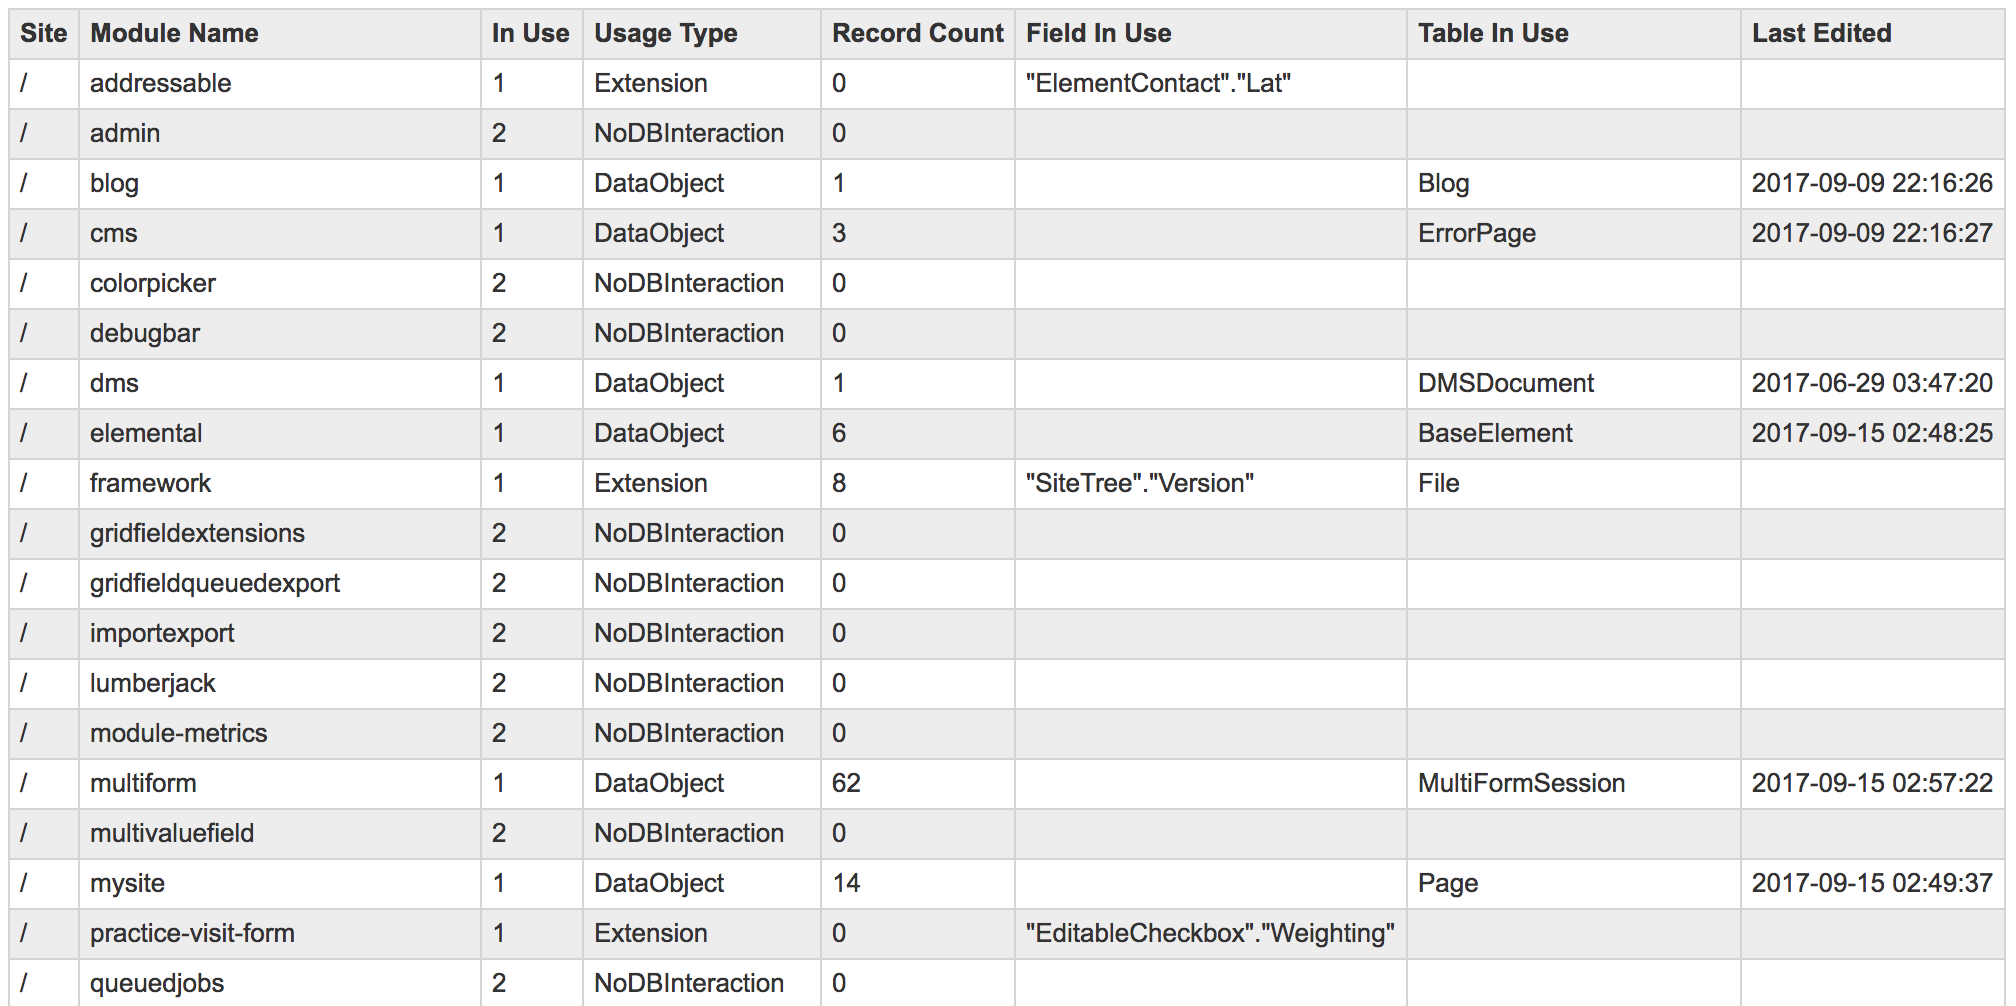 Site Module Name In Use Usage Type Record Count Field In Use Table In Use Last Edited
/ addressable 1 Extension 0 "ElementContact"."Lat"
/ admin 2 NoDBInteraction 0
/ blog 1 DataObject 1 Blog 2017-09-09 22:16:26
/ cms 1 DataObject 3 ErrorPage 2017-09-09 22:16:27
/ colorpicker 2 NoDBInteraction 0
/ debugbar 2 NoDBInteraction 0
/ dms 1 DataObject 1 DMSDocument 2017-06-29 03:47:20
/ elemental 1 DataObject 6 BaseElement 2017-09-15 02:48:25
/ framework 1 Extension 8 "SiteTree"."Version" File
/ gridfieldextensions 2 NoDBInteraction 0
/ gridfieldqueuedexport 2 NoDBInteraction 0
/ importexport 2 NoDBInteraction 0
/ lumberjack 2 NoDBInteraction 0
/ module-metrics 2 NoDBInteraction 0
/ multiform 1 DataObject 62 MultiFormSession 2017-09-15 02:57:22
/ multivaluefield 2 NoDBInteraction 0
/ mysite 1 DataObject 14 Page 2017-09-15 02:49:37
/ practice-visit-form 1 Extension 0 "EditableCheckbox"."Weighting"
/ queuedjobs 2 NoDBInteraction 0